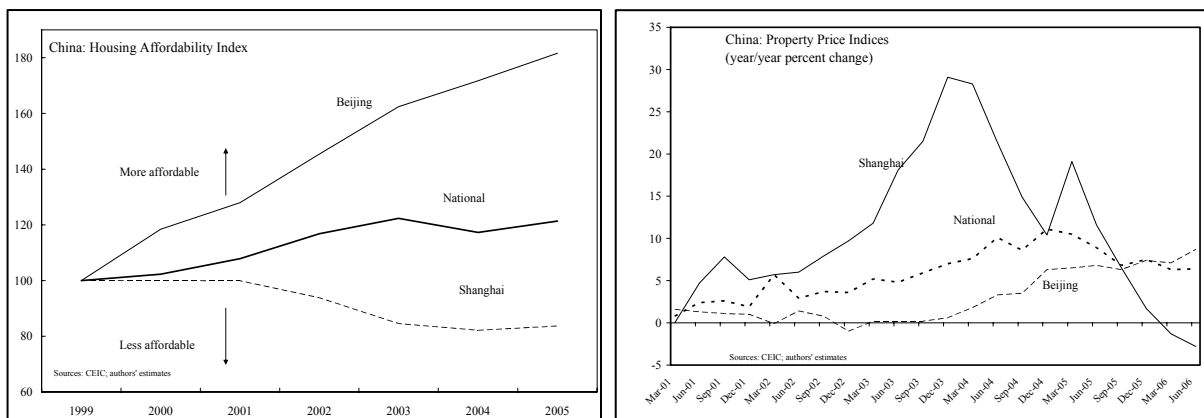 China: Housing Affordability Index
180
160
140
120
100
80
60
Beijing
More affordable
National
Shanghai
Less affordable
Sources: CEIC; authors' estimates
1999 2000 2001 2002 2003 2004 2005
China: Property Price Indices
(year/year percent change)
35
30
25
20
15
10
5
0
-5
Shanghai
National
Beijing
Sources: CEIC; authors' estimates
Mar-01 Jun-01 Sep-01 Dec-01 Mar-02 Jun-02 Sep-02 Dec-02 Mar-03 Jun-03 Sep-03 Dec-03 Mar-04 Jun-04 Sep-04 Dec-04 Mar-05 Jun-05 Sep-05 Dec-05 Mar-06 Jun-06